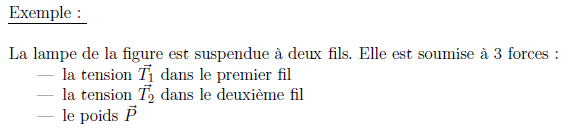 Exemple :
La lampe de la figure est suspendue à deux fils. Elle est soumise à 3 forces :
— la tension $\vec{T_1}$ dans le premier fil
— la tension $\vec{T_2}$ dans le deuxième fil
— le poids $\vec{P}$